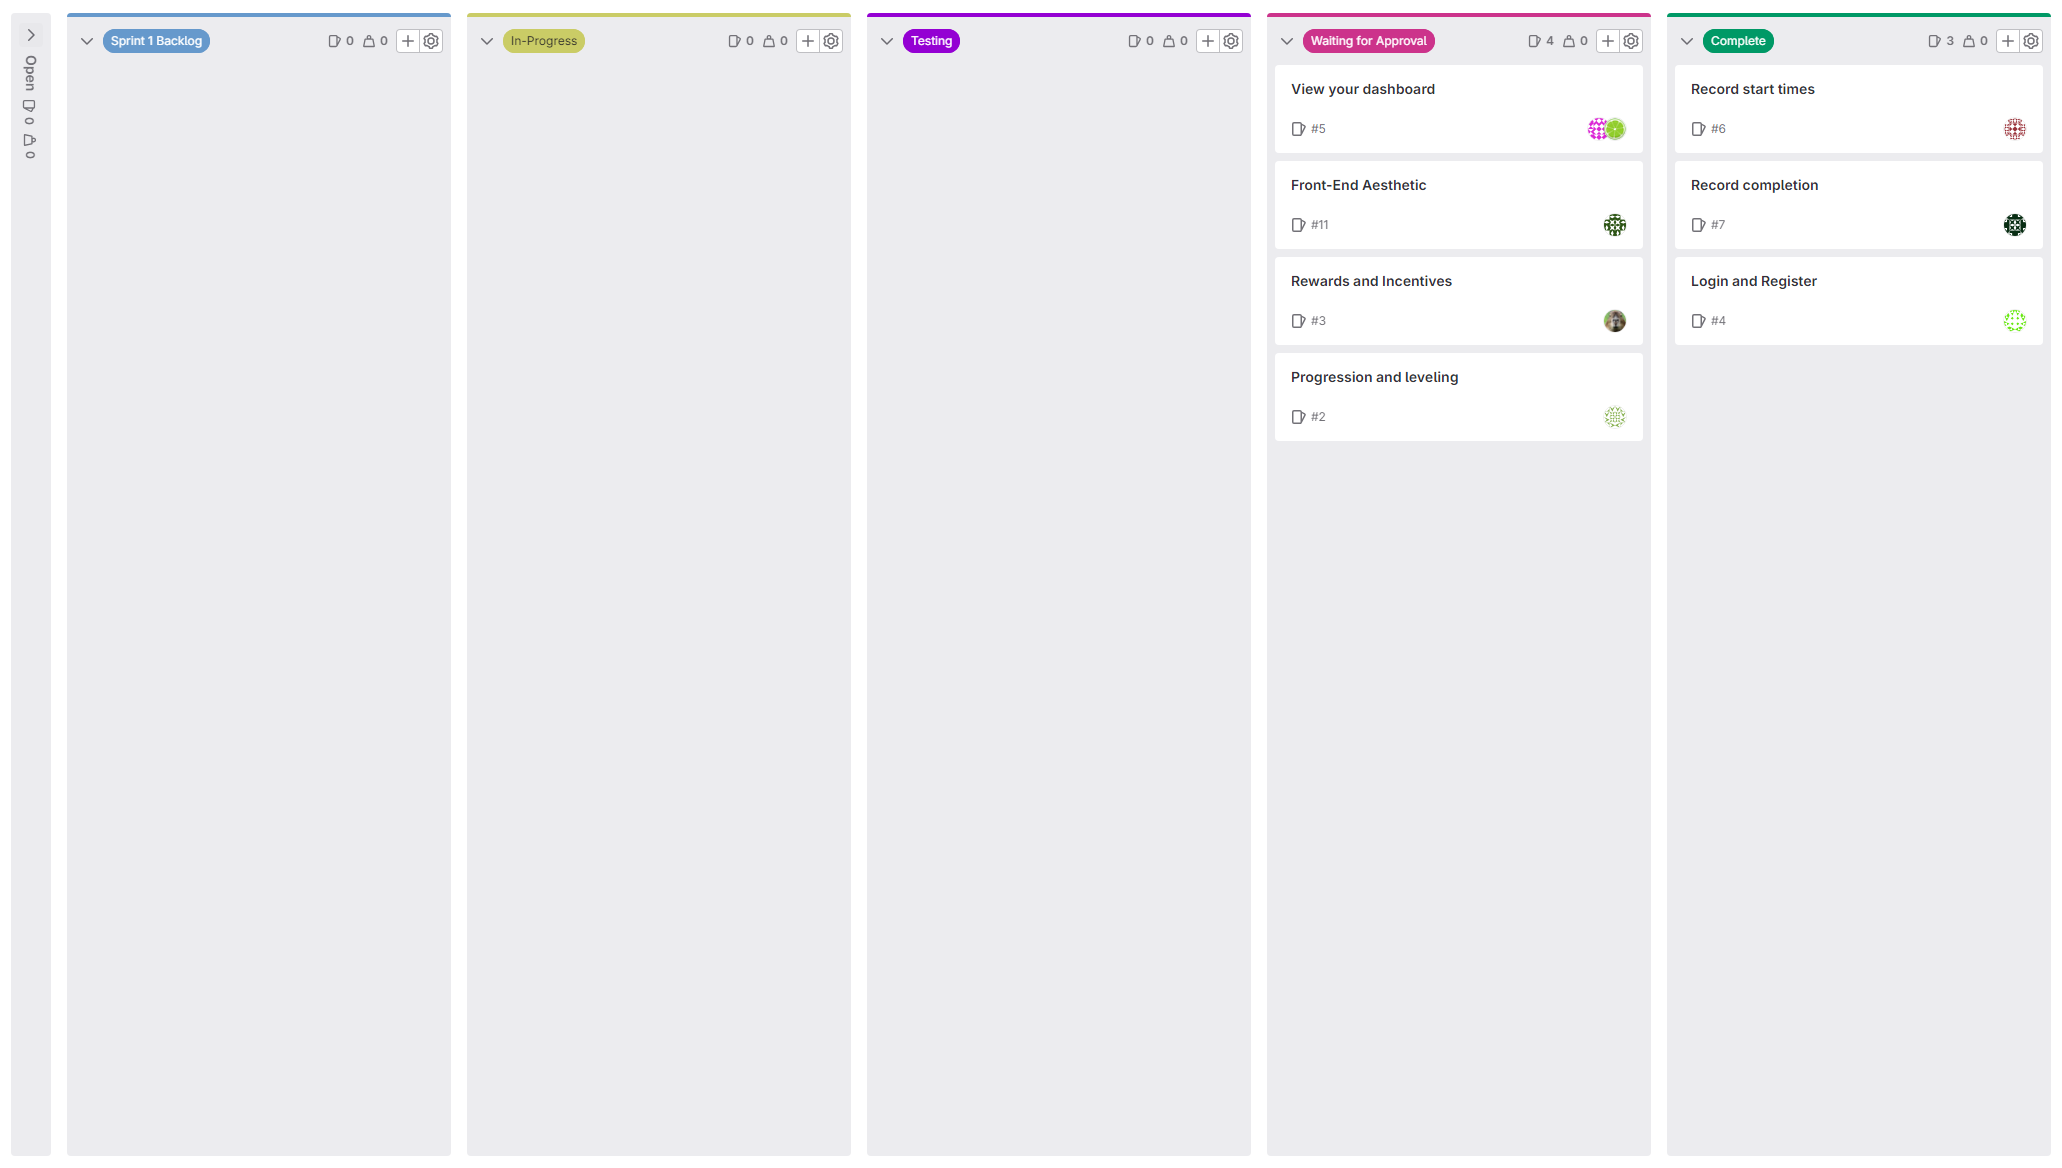 Open
0
0
Sprint 1 Backlog
0 0
In-Progress
0 0
Testing
0 0
Waiting for Approval
4 0
View your dashboard
#5
Front-End Aesthetic
#11
Rewards and Incentives
#3
Progression and leveling
#2
Complete
3 0
Record start times
#6
Record completion
#7
Login and Register
#4